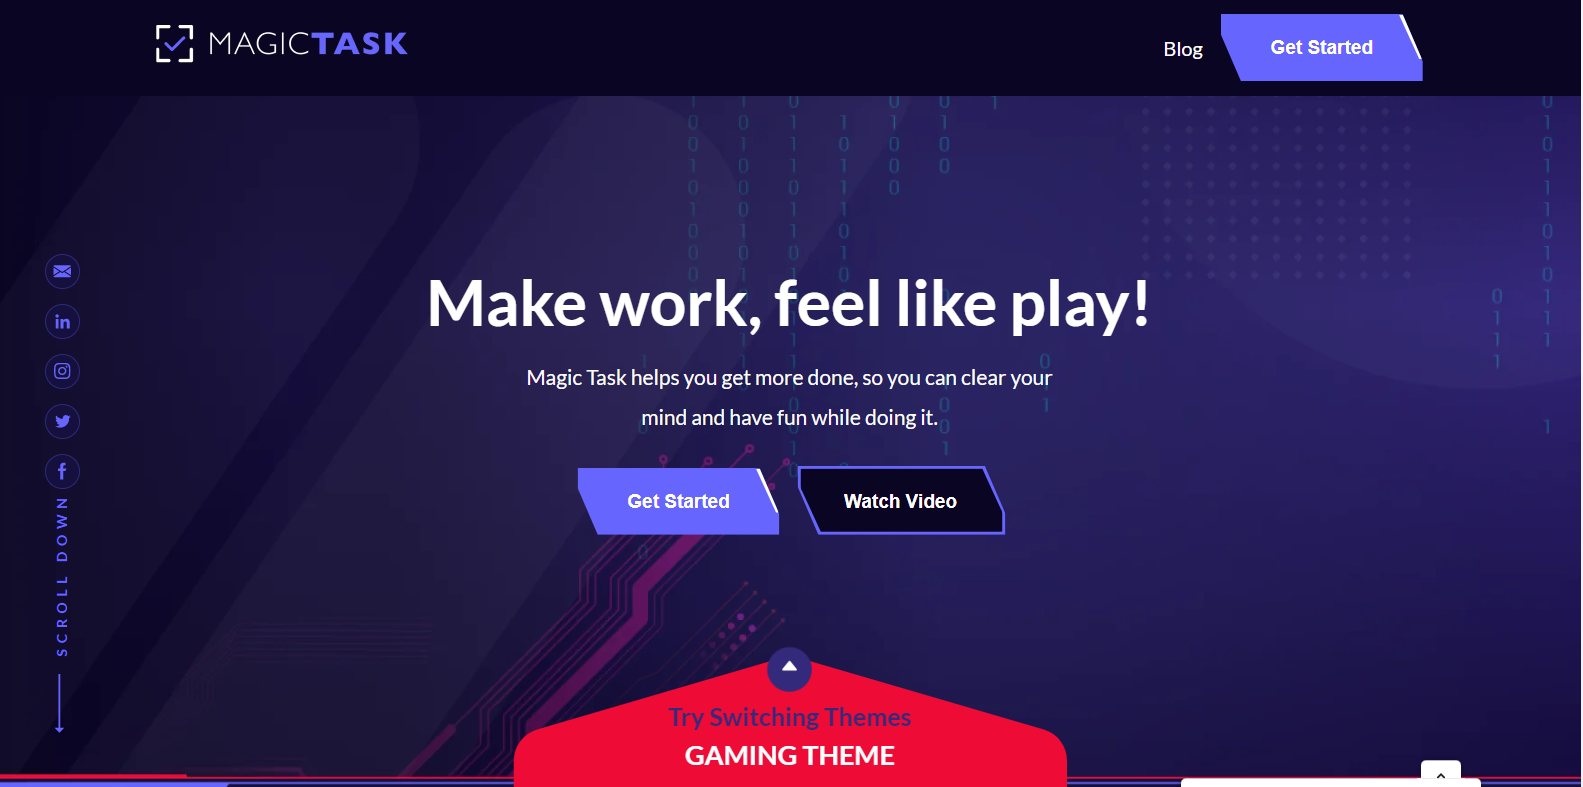 MAGICTASK
Blog
Get Started
Make work, feel like play!
Magic Task helps you get more done, so you can clear your
mind and have fun while doing it.
Get Started
Watch Video
SCROLL DOWN
Try Switching Themes
GAMING THEME